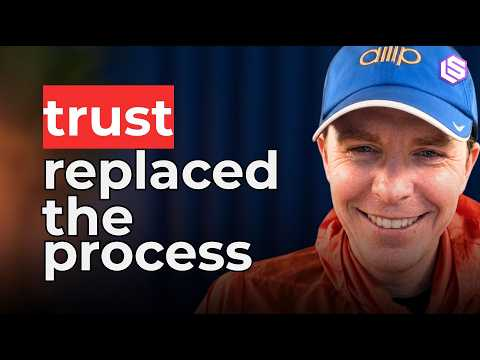 trust
replaced
the
process